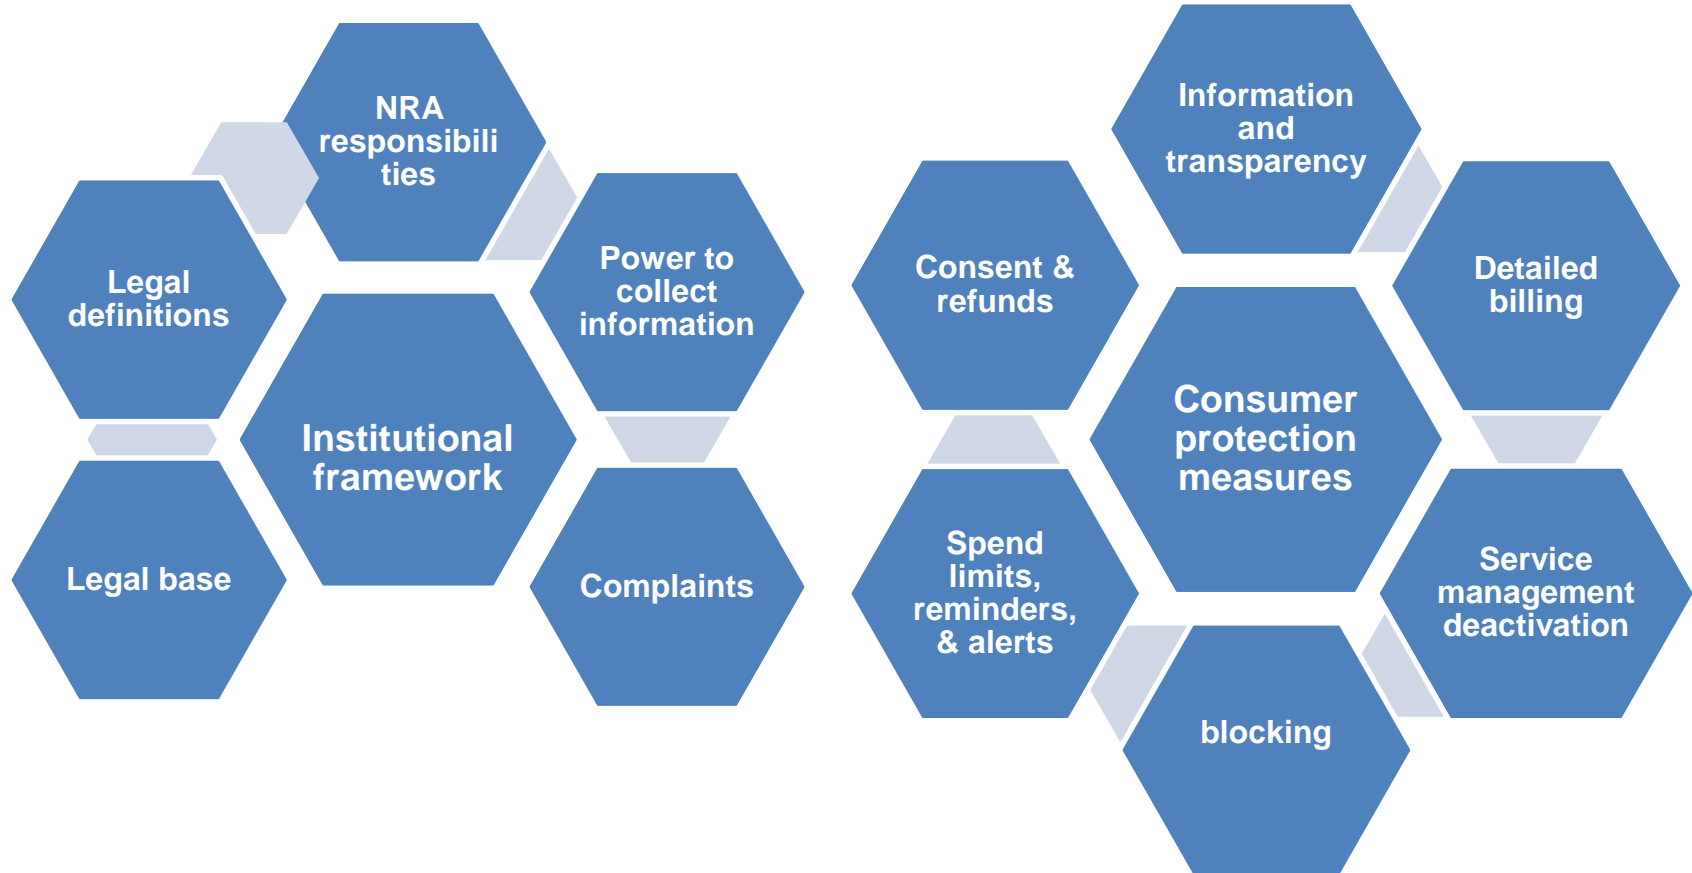 NRA
responsibili
ties
Legal
definitions
Power to
collect
information
Institutional
framework
Legal base
Complaints
Information
and
transparency
Consent &
refunds
Detailed
billing
Consumer
protection
measures
Spend
limits,
reminders,
& alerts
Service
management
deactivation
blocking